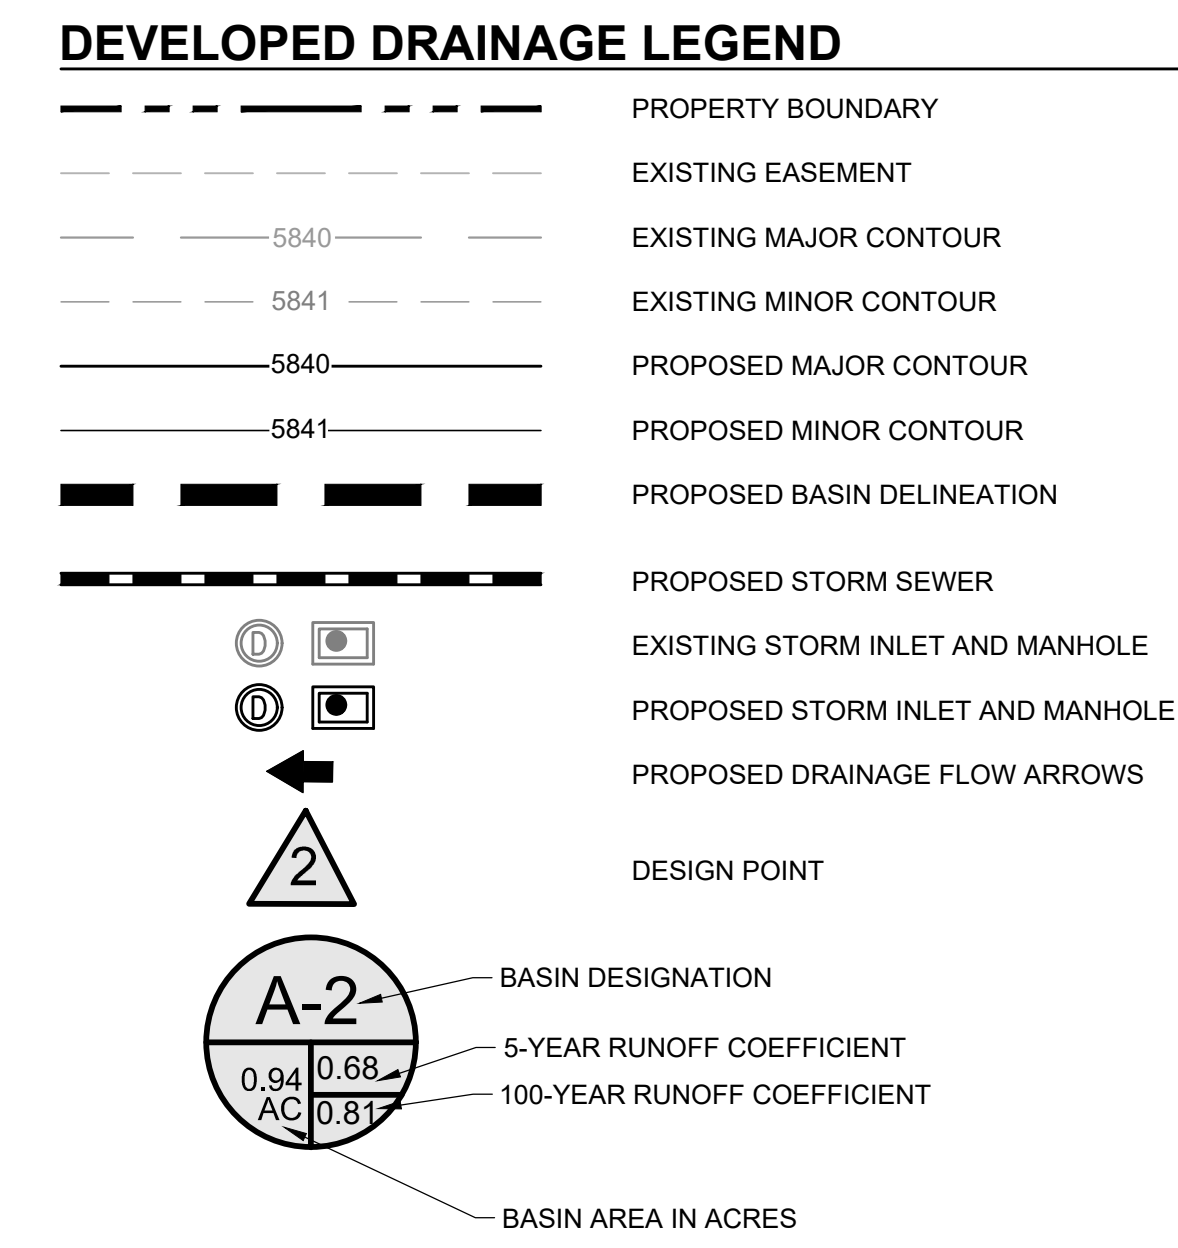 DEVELOPED DRAINAGE LEGEND
PROPERTY BOUNDARY
EXISTING EASEMENT
5840 EXISTING MAJOR CONTOUR
5841 EXISTING MINOR CONTOUR
5840 PROPOSED MAJOR CONTOUR
5841 PROPOSED MINOR CONTOUR
PROPOSED BASIN DELINEATION
PROPOSED STORM SEWER
D EXISTING STORM INLET AND MANHOLE
D PROPOSED STORM INLET AND MANHOLE
PROPOSED DRAINAGE FLOW ARROWS
2 DESIGN POINT
A-2 BASIN DESIGNATION
0.68 5-YEAR RUNOFF COEFFICIENT
0.81 100-YEAR RUNOFF COEFFICIENT
0.94
AC
BASIN AREA IN ACRES